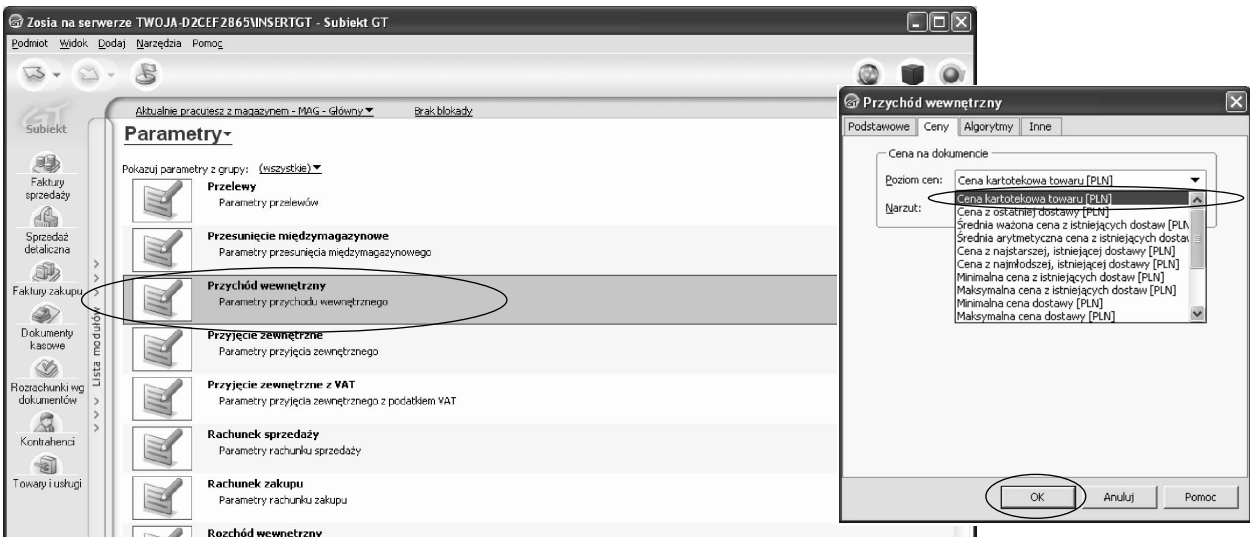 Zosia na serwerze TWOJA-D2CEF2865\INSERTGT - Subiekt GT
Podmiot Widok Dodaj Narzędzia Pomoc
Subiekt
Faktury
sprzedaży
Sprzedaż
detaliczna
Faktury zakupu
Dokumenty
kasowe
Rozrachunki wg
dokumentów
Kontrahenci
Towary i usługi
Lista modułów
Aktualnie pracujesz z magazynem - MAG - Główny Brak blokady
Parametry
Pokazuj parametry z grupy: (wszystkie)
Przelewy
Parametry przelewów
Przesunięcie międzymagazynowe
Parametry przesunięcia międzymagazynowego
Przychód wewnętrzny
Parametry przychodu wewnętrznego
Przyjęcie zewnętrzne
Parametry przyjęcia zewnętrznego
Przyjęcie zewnętrzne z VAT
Parametry przyjęcia zewnętrznego z podatkiem VAT
Rachunek sprzedaży
Parametry rachunku sprzedaży
Rachunek zakupu
Parametry rachunku zakupu
Rozchód wewnętrzny
Przychód wewnętrzny
Podstawowe Ceny Algorytmy Inne
Cena na dokumencie
Poziom cen: Cena kartotekowa towaru [PLN]
Narzut:
Cena kartotekowa towaru [PLN]
Cena z ostatniej dostawy [PLN]
Średnia ważona cena z istniejących dostaw [PLN
Średnia arytmetyczna cena z istniejących dostaw
Cena z najstarszej, istniejącej dostawy [PLN]
Cena z najmłodszej, istniejącej dostawy [PLN]
Minimalna cena z istniejących dostaw [PLN]
Maksymalna cena z istniejących dostaw [PLN]
Minimalna cena dostawy [PLN]
Maksymalna cena dostawy [PLN]
OK Anuluj Pomoc